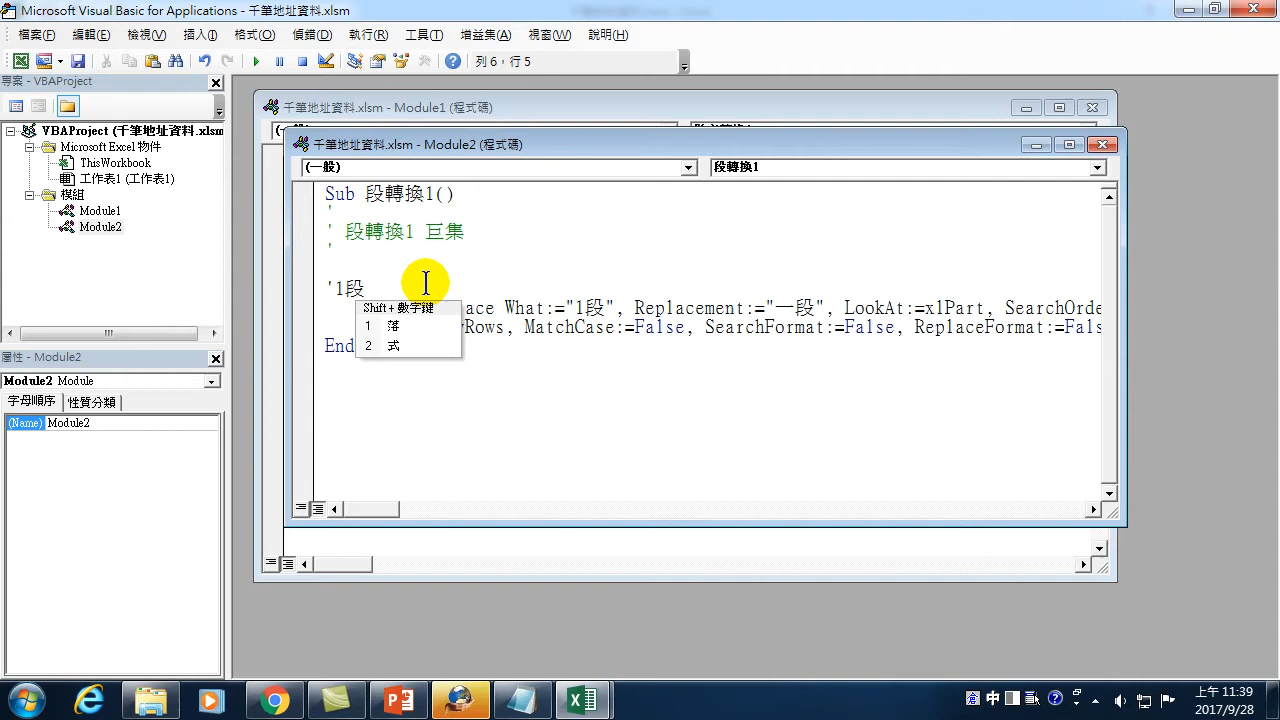 Microsoft Visual Basic for Applications - 千筆地址資料.xlsm
檔案(F) 編輯(E) 檢視(V) 插入(I) 格式(O) 偵錯(D) 執行(R) 工具(T) 增益集(A) 視窗(W) 說明(H)
列 6，行 5
專案 - VBAProject
VBAProject (千筆地址資料.xlsm
Microsoft Excel 物件
ThisWorkbook
工作表1 (工作表1)
模組
Module1
Module2
屬性 - Module2
Module2 Module
字母順序 性質分類
(Name) Module2
千筆地址資料.xlsm - Module1 (程式碼)
千筆地址資料.xlsm - Module2 (程式碼)
(一般) 段轉換1
Sub 段轉換1()
'
' 段轉換1 巨集
'
'1段
ace What:="1段", Replacement:="一段", LookAt:=xlPart, SearchOrde
Rows, MatchCase:=False, SearchFormat:=False, ReplaceFormat:=Fals
End
Shift+數字鍵
1 落
2 式
中
上午 11:39
2017/9/28